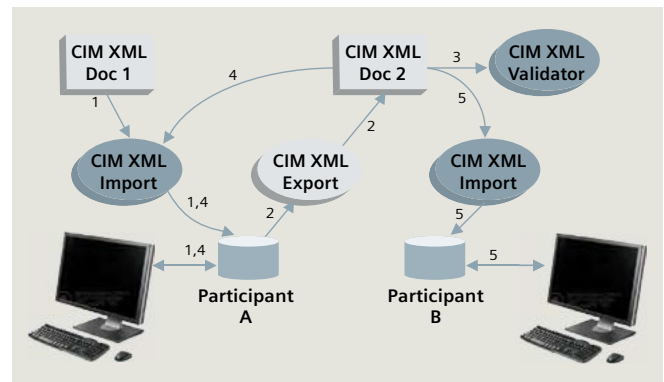 CIM XML
Doc 1
CIM XML
Doc 2
CIM XML
Validator
4
3
1
5
2
CIM XML
Import
CIM XML
Export
CIM XML
Import
1,4
2
5
1,4
5
Participant
A
Participant
B